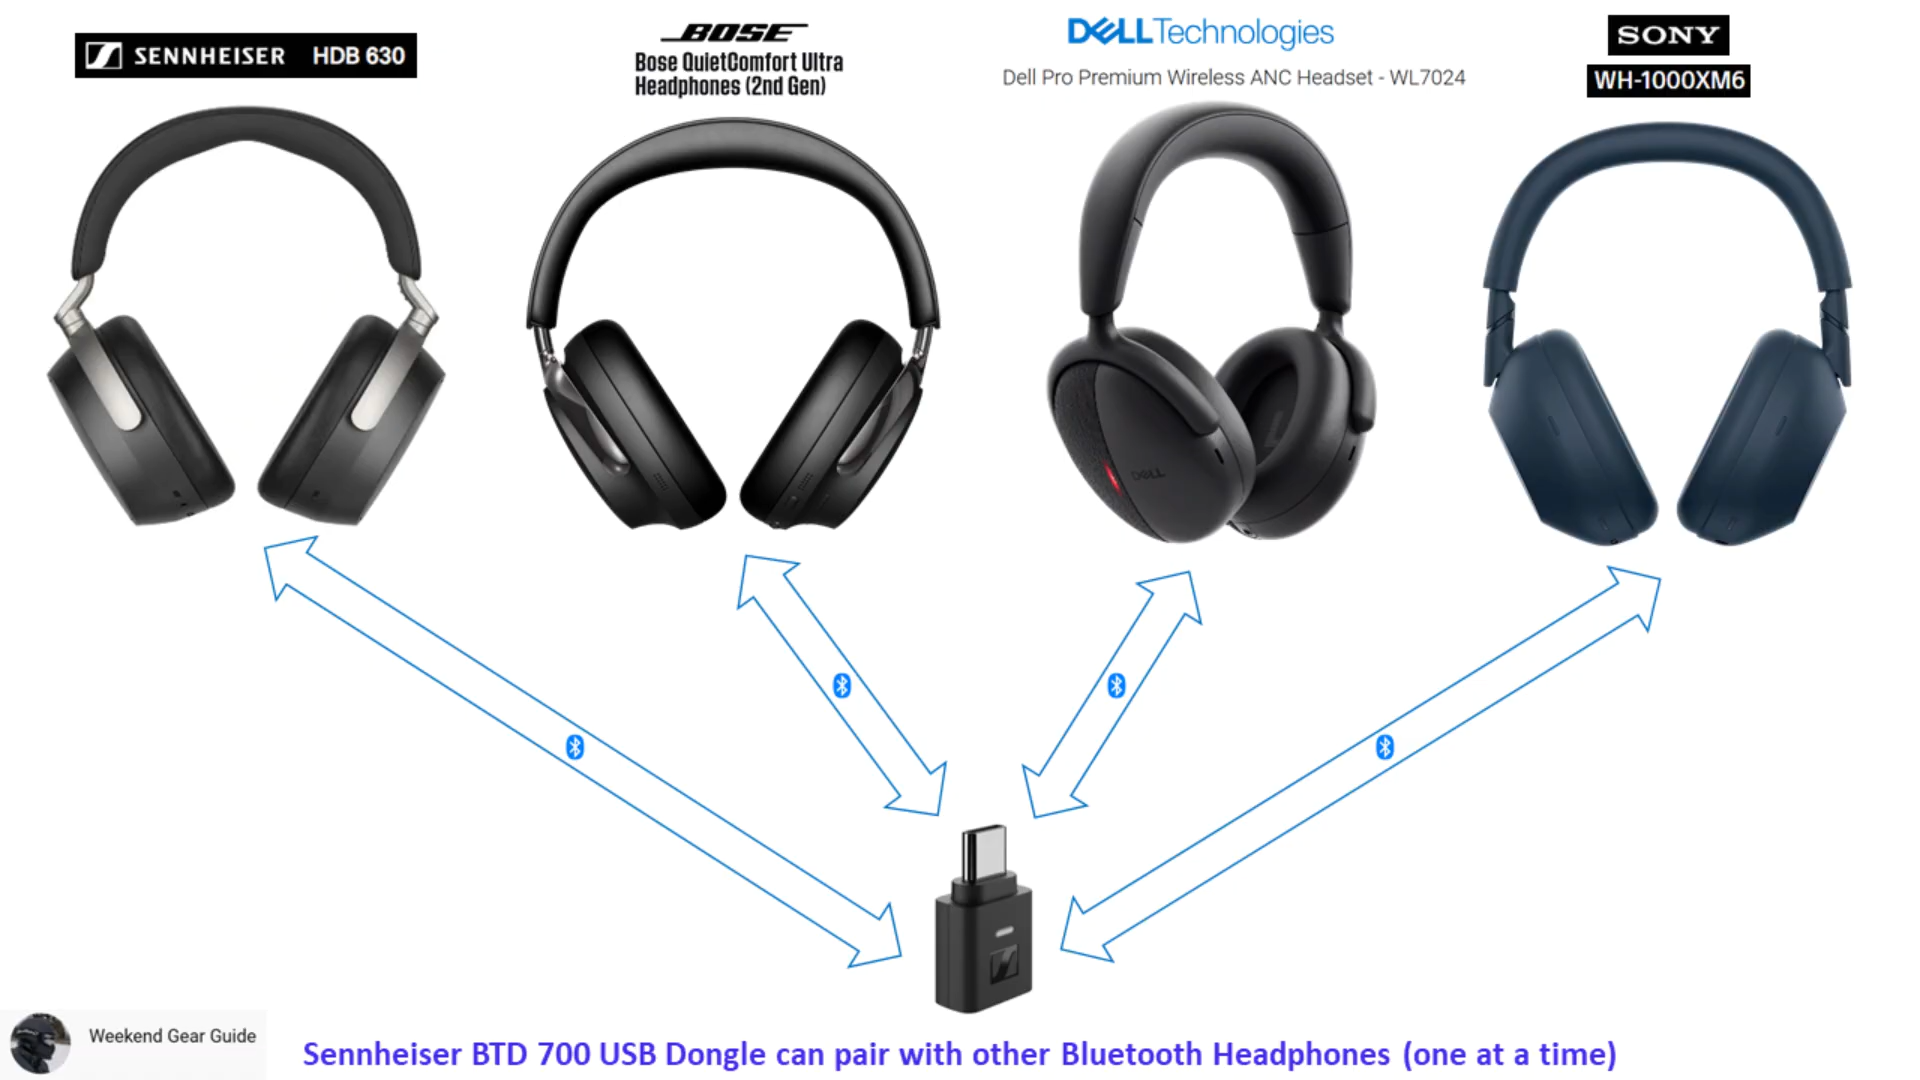 SENNHEISER HDB 630
BOSE
Bose QuietComfort Ultra
Headphones (2nd Gen)
DELLTechnologies
Dell Pro Premium Wireless ANC Headset - WL7024
SONY
WH-1000XM6
DELL
Weekend Gear Guide
Sennheiser BTD 700 USB Dongle can pair with other Bluetooth Headphones (one at a time)